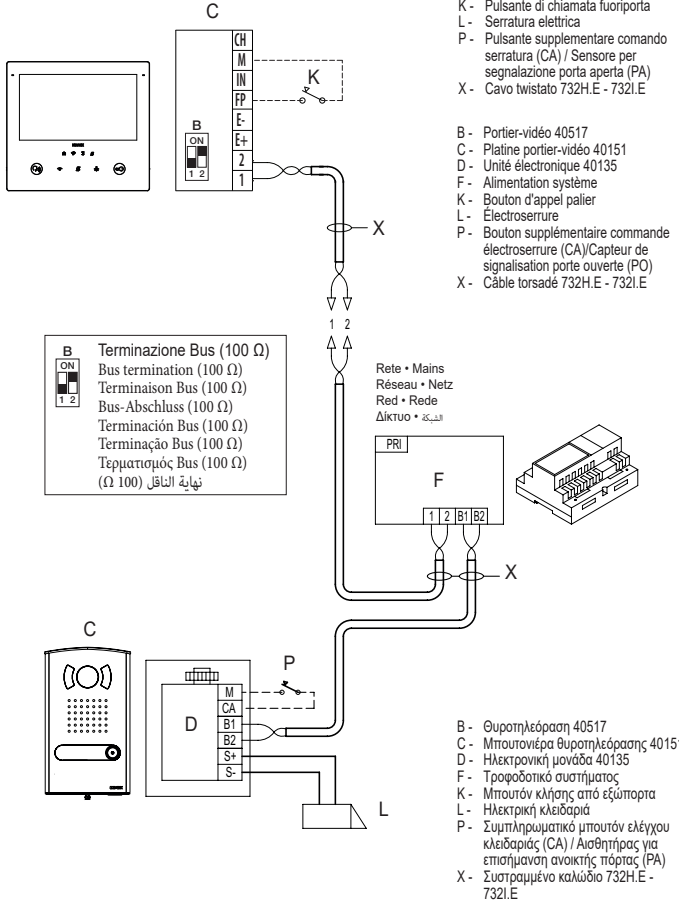 K - Pulsante di chiamata fuoriporta
L - Serratura elettrica
P - Pulsante supplementare comando
serratura (CA) / Sensore per
segnalazione porta aperta (PA)
X - Cavo twistato 732H.E - 732I.E
B - Portier-vidéo 40517
C - Platine portier-vidéo 40151
D - Unité électronique 40135
F - Alimentation système
K - Bouton d'appel palier
L - Électroserrure
P - Bouton supplémentaire commande
électroserrure (CA)/Capteur de
signalisation porte ouverte (PO)
X - Câble torsadé 732H.E - 732I.E
C
CH
M
IN
FP
E-
E+
2
1
B
ON
1 2
K
X
1 2
B
ON
1 2
Terminazione Bus (100 Ω)
Bus termination (100 Ω)
Terminaison Bus (100 Ω)
Bus-Abschluss (100 Ω)
Terminación Bus (100 Ω)
Terminação Bus (100 Ω)
Τερματισμός Bus (100 Ω)
نهاية الناقل (100 Ω)
Rete • Mains
Réseau • Netz
Red • Rede
Δίκτυο • الشبكة
PRI
F
1 2 B1 B2
X
C
D
M
CA
B1
B2
S+
S-
P
L
B - Θυροτηλεόραση 40517
C - Μπουτονιέρα θυροτηλεόρασης 40151
D - Ηλεκτρονική μονάδα 40135
F - Τροφοδοτικό συστήματος
K - Μπουτόν κλήσης από εξώπορτα
L - Ηλεκτρική κλειδαριά
P - Συμπληρωματικό μπουτόν ελέγχου
κλειδαριάς (CA) / Αισθητήρας για
επισήμανση ανοικτής πόρτας (PA)
X - Συστραμμένο καλώδιο 732H.E -
732I.E